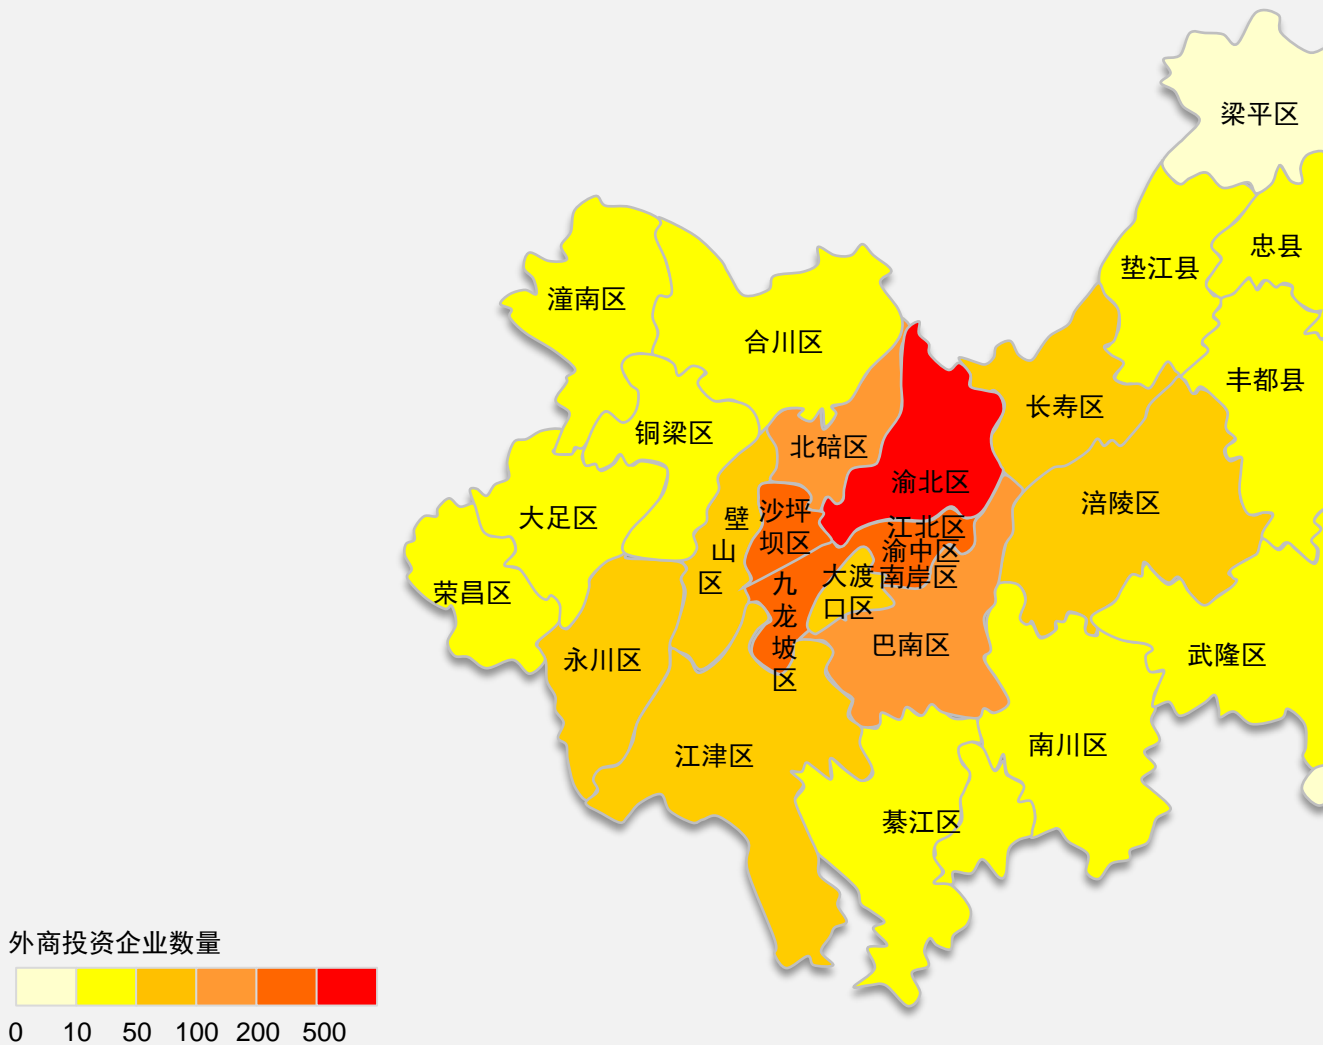 梁平区
忠县
垫江县
潼南区
合川区
丰都县
长寿区
铜梁区
北碚区
渝北区
涪陵区
大足区
璧
山
区
沙坪
坝区
江北区
渝中区
南岸区
大渡
口区
九
龙
坡
区
荣昌区
巴南区
永川区
武隆区
南川区
江津区
綦江区
外商投资企业数量
0 10 50 100 200 500